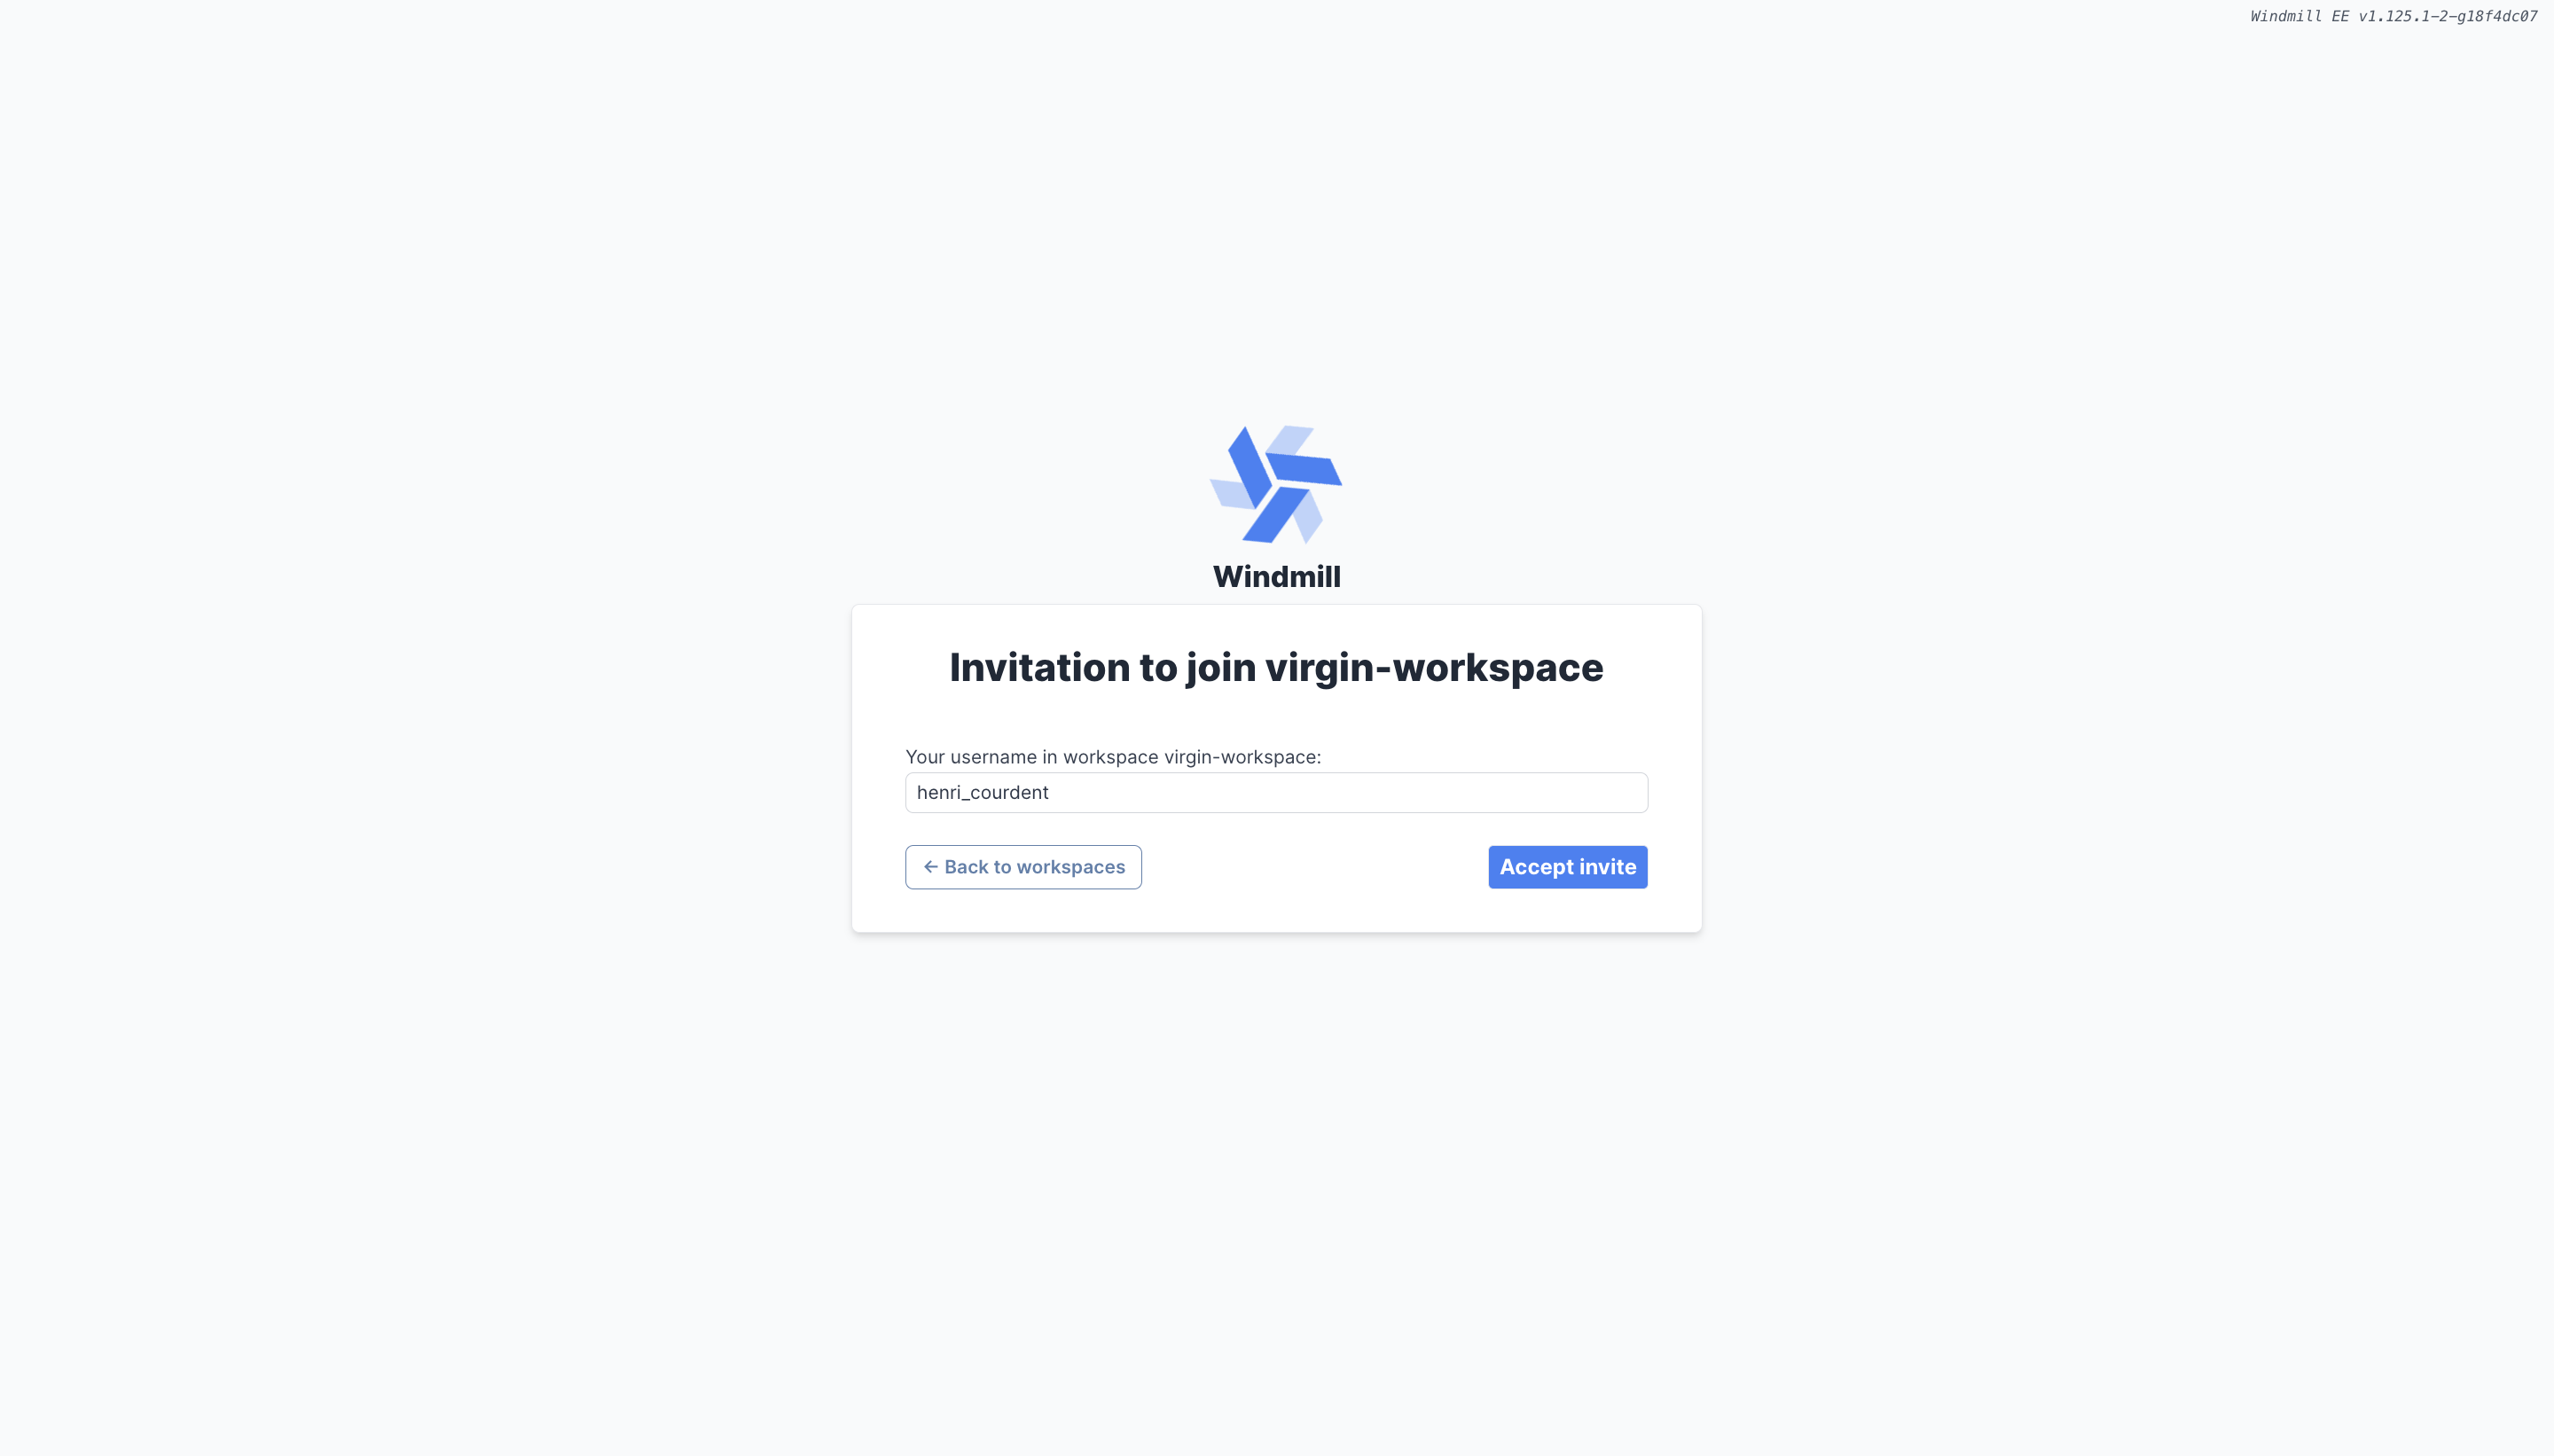 Windmill EE v1.125.1-2-g18f4dc07
Windmill
Invitation to join virgin-workspace
Your username in workspace virgin-workspace:
henri_courdent
← Back to workspaces
Accept invite